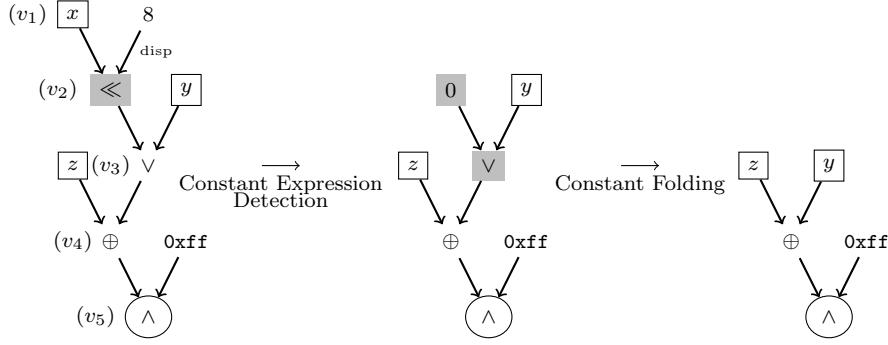 (v₁) x 8
disp
(v₂) ≪ y 0 y
z (v₃) ∨ ⟶ z ∨ ⟶ z y
Constant Expression Constant Folding
Detection
(v₄) ⊕ 0xff ⊕ 0xff ⊕ 0xff
(v₅) ∧ ∧ ∧